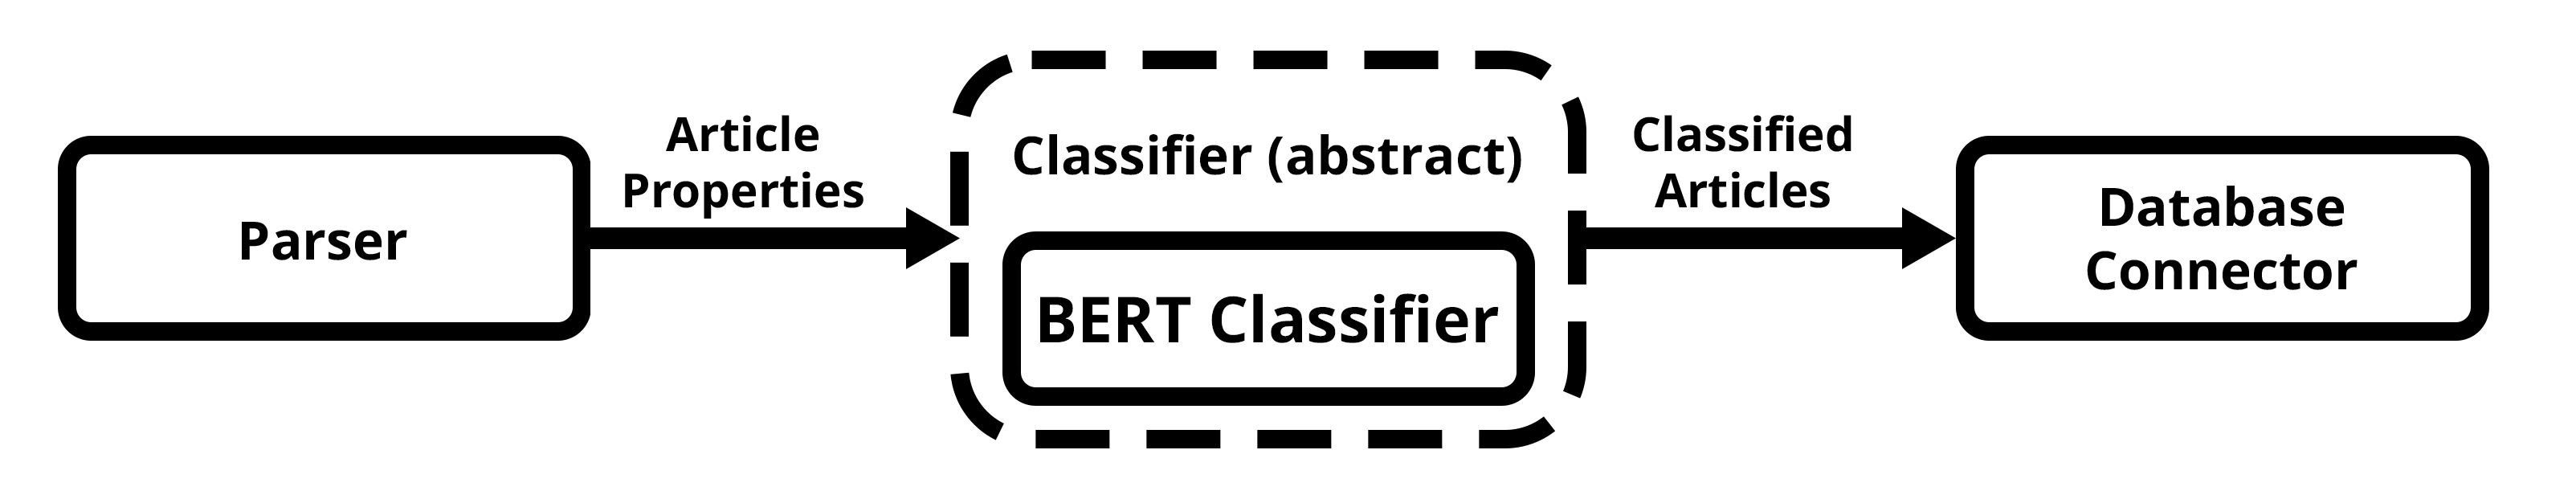 Parser
Article
Properties
Classifier (abstract)
BERT Classifier
Classified
Articles
Database
Connector